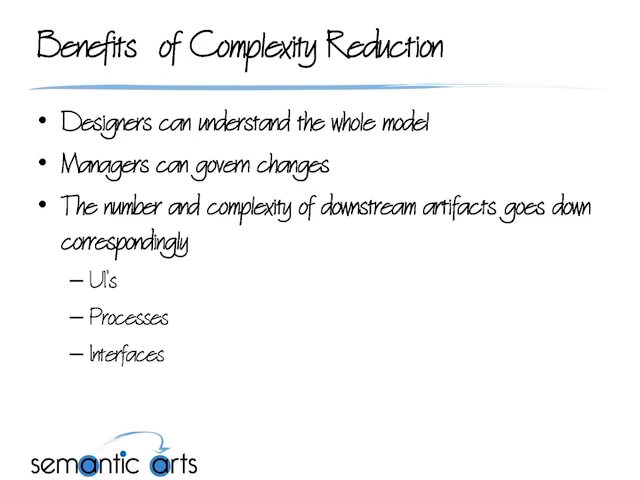 Benefits of Complexity Reduction
• Designers can understand the whole model
• Managers can govern changes
• The number and complexity of downstream artifacts goes down
correspondingly
– UI's
– Processes
– Interfaces
semantic arts